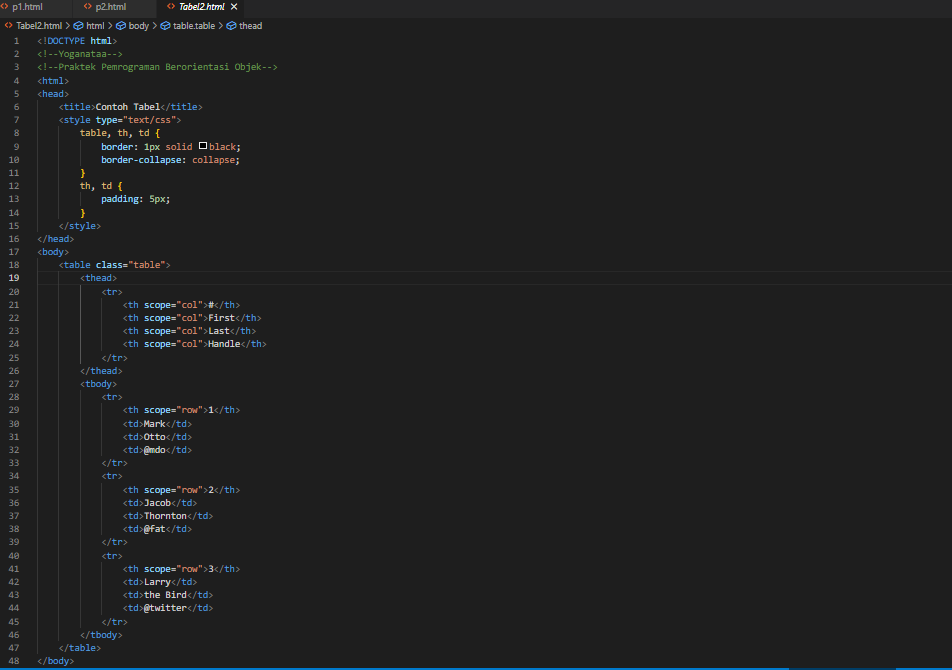 p1.html p2.html Tabel2.html
Tabel2.html > html > body > table.table > thead
1 <!DOCTYPE html>
2 <!--Yoganataa-->
3 <!--Praktek Pemrograman Berorientasi Objek-->
4 <html>
5 <head>
6 <title>Contoh Tabel</title>
7 <style type="text/css">
8 table, th, td {
9 border: 1px solid black;
10 border-collapse: collapse;
11 }
12 th, td {
13 padding: 5px;
14 }
15 </style>
16 </head>
17 <body>
18 <table class="table">
19 <thead>
20 <tr>
21 <th scope="col">#</th>
22 <th scope="col">First</th>
23 <th scope="col">Last</th>
24 <th scope="col">Handle</th>
25 </tr>
26 </thead>
27 <tbody>
28 <tr>
29 <th scope="row">1</th>
30 <td>Mark</td>
31 <td>Otto</td>
32 <td>@mdo</td>
33 </tr>
34 <tr>
35 <th scope="row">2</th>
36 <td>Jacob</td>
37 <td>Thornton</td>
38 <td>@fat</td>
39 </tr>
40 <tr>
41 <th scope="row">3</th>
42 <td>Larry</td>
43 <td>the Bird</td>
44 <td>@twitter</td>
45 </tr>
46 </tbody>
47 </table>
48 </body>